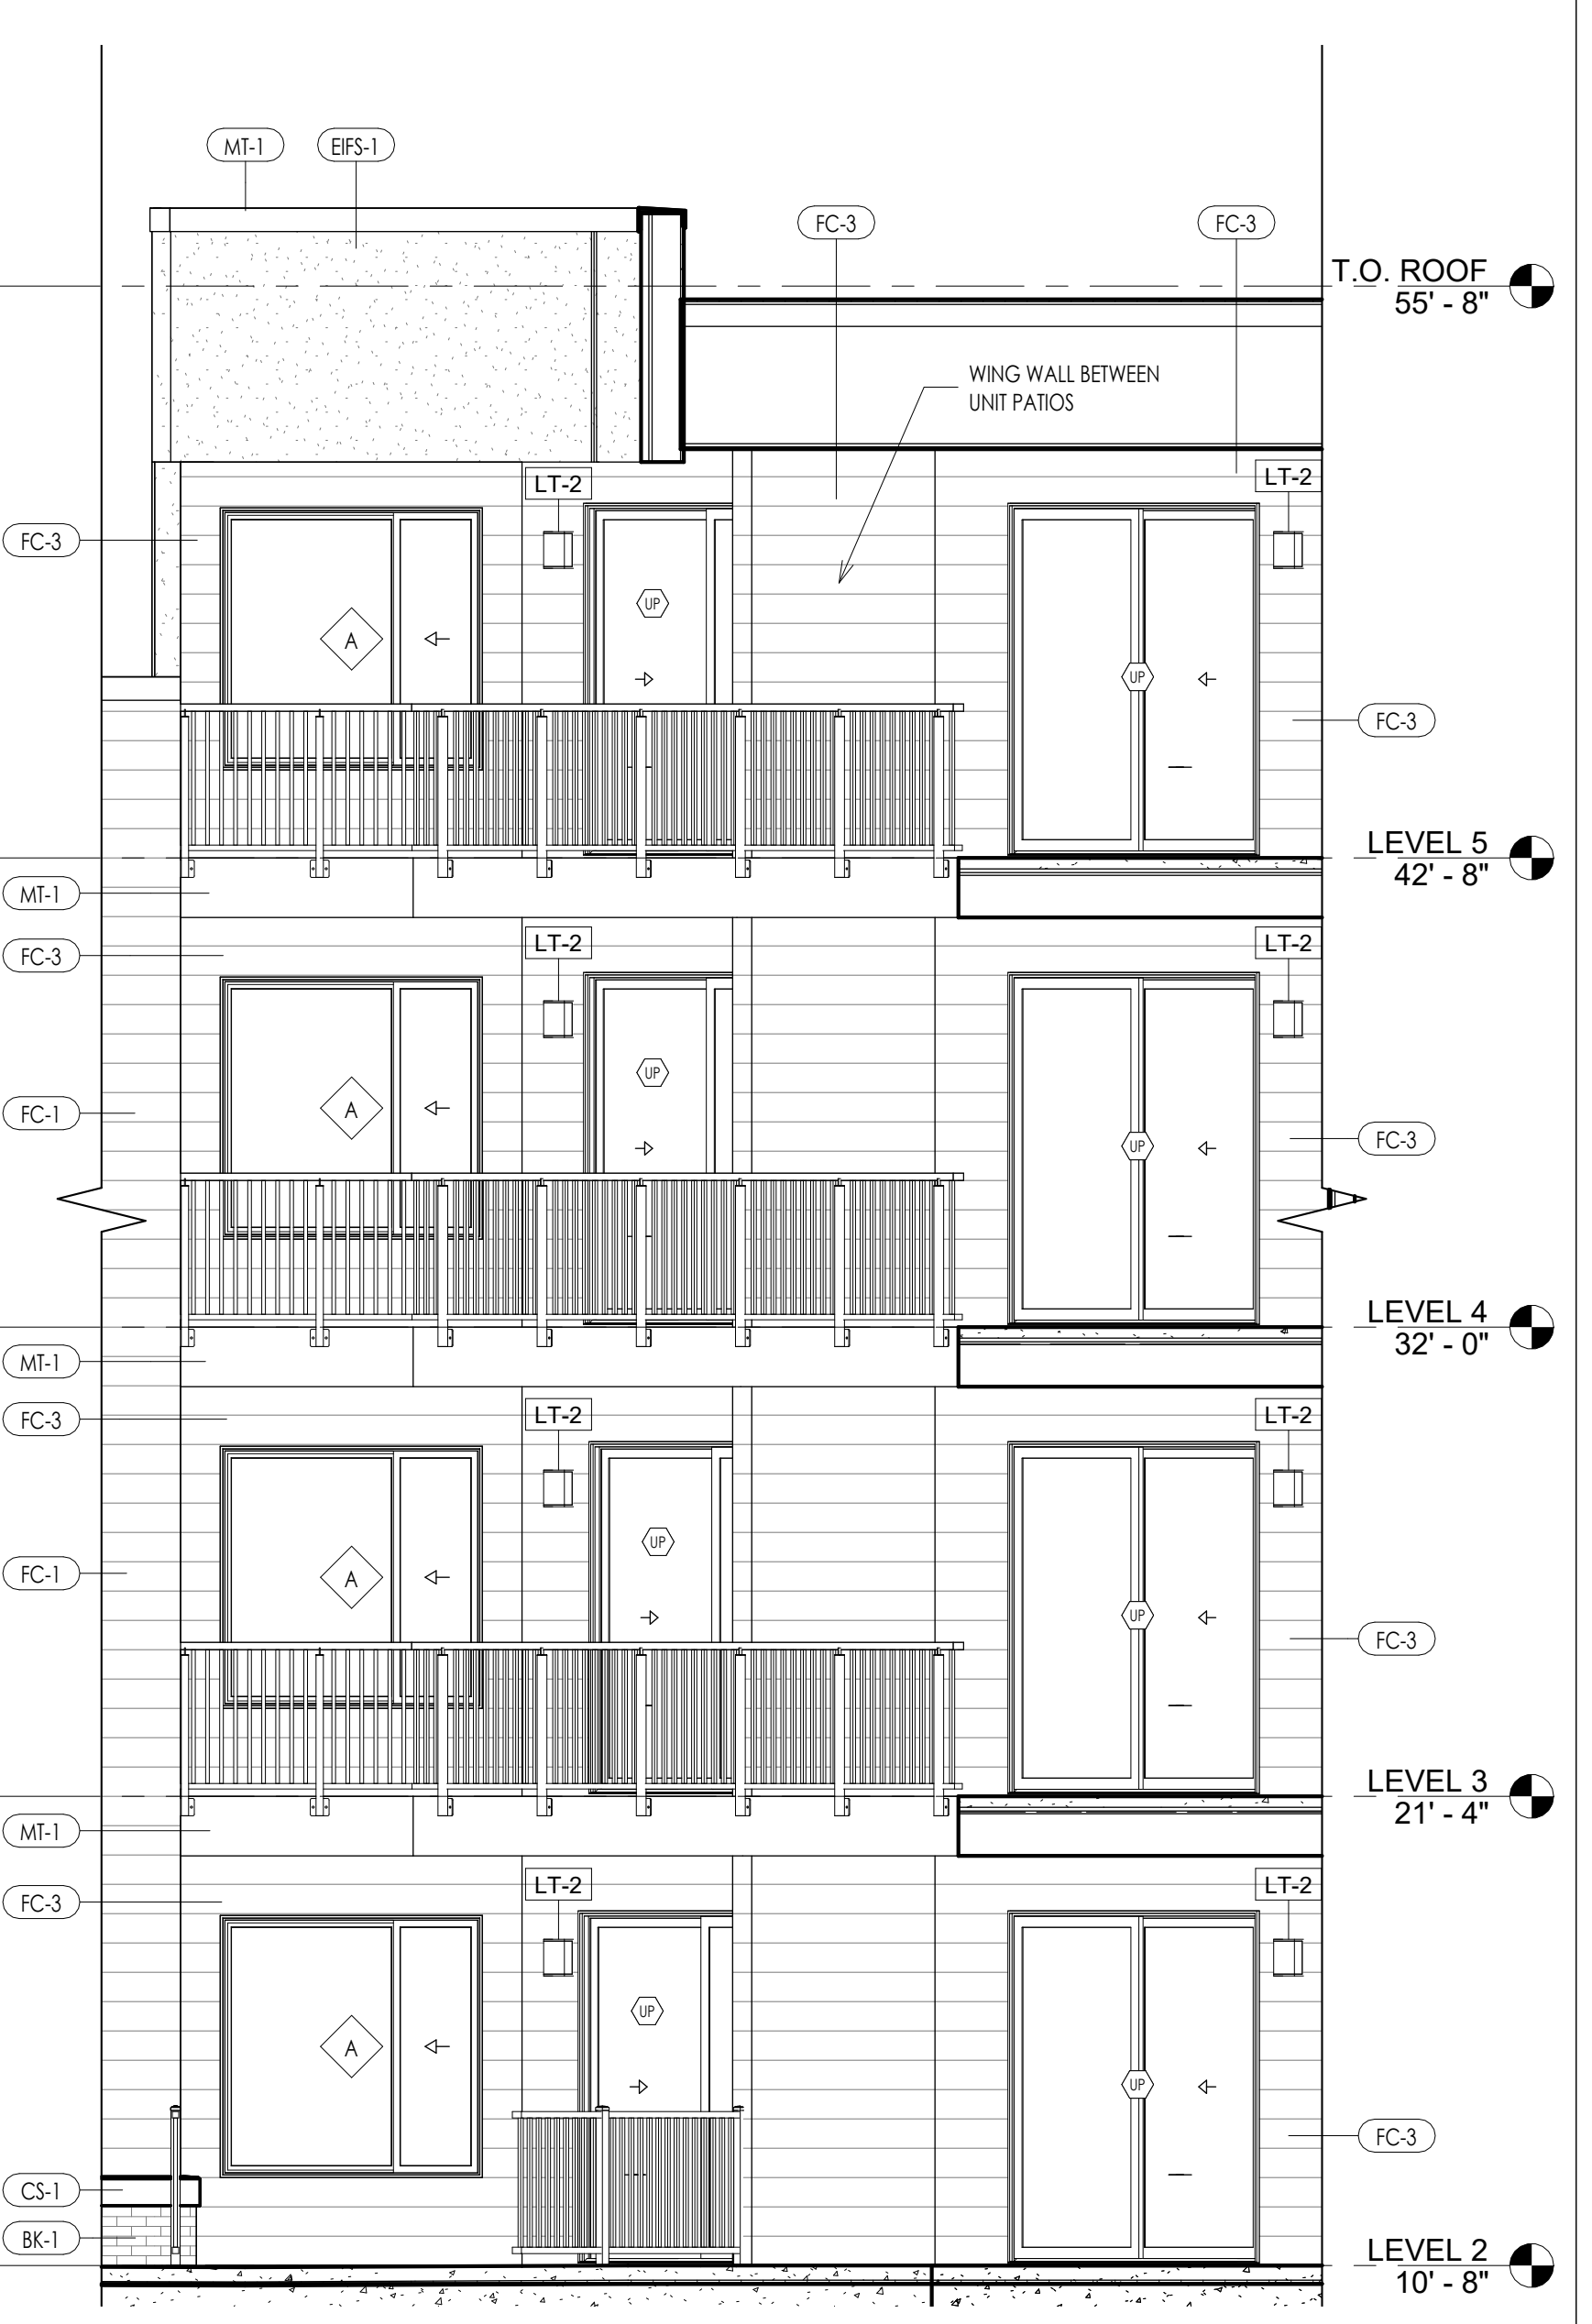 MT-1
EIFS-1
FC-3
FC-3
T.O. ROOF
55' - 8"
WING WALL BETWEEN
UNIT PATIOS
LT-2
LT-2
FC-3
UP
A
UP
FC-3
LEVEL 5
42' - 8"
MT-1
FC-3
LT-2
LT-2
UP
A
FC-1
UP
FC-3
LEVEL 4
32' - 0"
MT-1
FC-3
LT-2
LT-2
UP
FC-1
A
UP
FC-3
LEVEL 3
21' - 4"
MT-1
FC-3
LT-2
LT-2
UP
A
UP
FC-3
CS-1
BK-1
LEVEL 2
10' - 8"